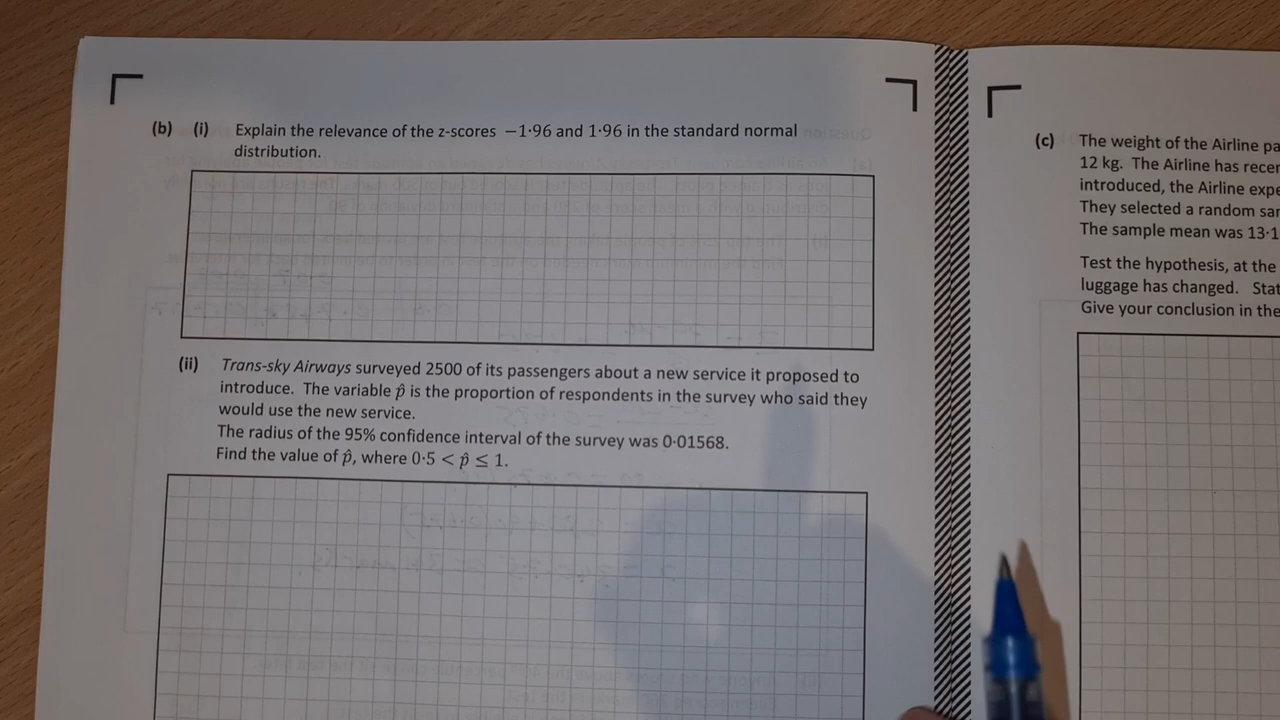 (b) (i) Explain the relevance of the z-scores −1·96 and 1·96 in the standard normal
distribution.
(ii) Trans-sky Airways surveyed 2500 of its passengers about a new service it proposed to
introduce. The variable p̂ is the proportion of respondents in the survey who said they
would use the new service.
The radius of the 95% confidence interval of the survey was 0·01568.
Find the value of p̂, where 0·5 < p̂ ≤ 1.
(c) The weight of the Airline pa
12 kg. The Airline has recer
introduced, the Airline expe
They selected a random sar
The sample mean was 13·1
Test the hypothesis, at the
luggage has changed. Stat
Give your conclusion in the